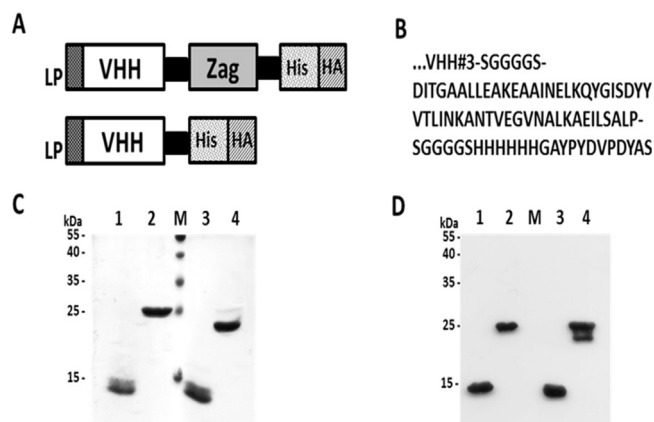 A
LP VHH Zag His HA
LP VHH His HA
B
...VHH#3-SGGGGS-
DITGAALLEAKEAAINELKQYGISDYY
VTLINKANTVEGVNALKAEILSALP-
SGGGGSHHHHHHGAYPYDVPDYAS
C
kDa 1 2 M 3 4
55-
40-
35-
25-
15-
D
kDa 1 2 M 3 4
55-
40-
35-
25-
15-